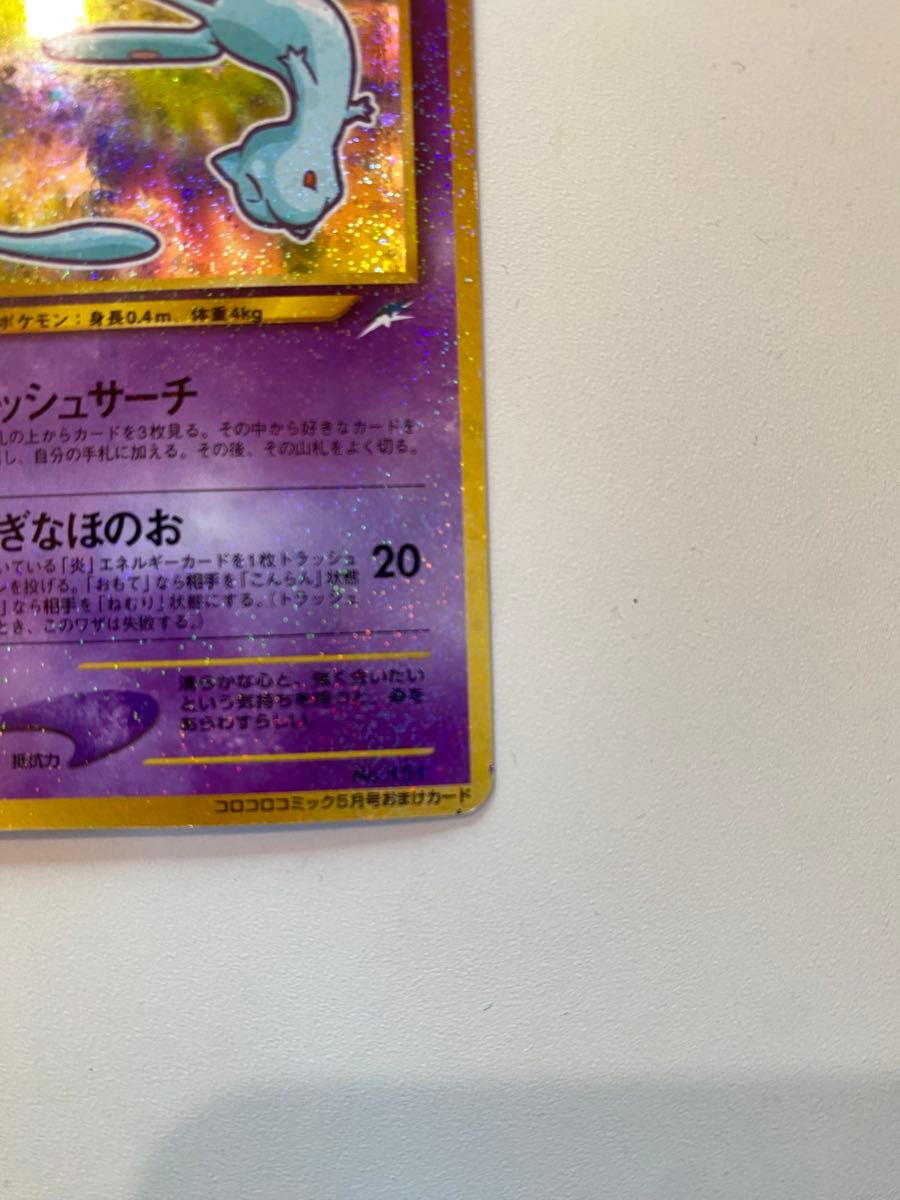 ポケモン：身長0.4m、体重4kg
ッシュサーチ
の上からカードを3枚見る。その中から好きなカードを
し、自分の手札に加える。その後、その山札をよく切る。
ぎなほのお
20
いている「炎」エネルギーカードを1枚トラッシュ
ンを投げる。「おもて」なら相手を「こんらん」状態
」なら相手を「ねむり」状態にする。（トラッシュ
とき、このワザは失敗する。）
清らかな心と、強く会いたい
という気持ちを持つと、姿を
あらわすらしい。
抵抗力
No. 151
コロコロコミック5月号おまけカード